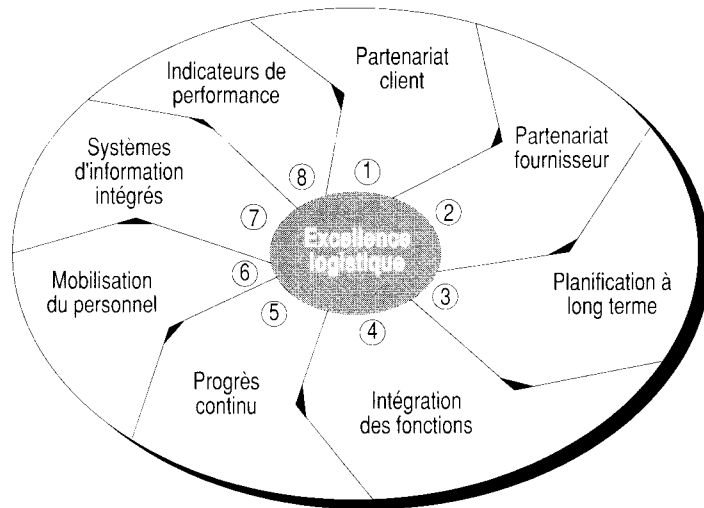 Partenariat
client
①
Partenariat
fournisseur
②
Planification à
long terme
③
Intégration
des fonctions
④
Progrès
continu
⑤
Mobilisation
du personnel
⑥
Systèmes
d'information
intégrés
⑦
Indicateurs de
performance
⑧
Excellence
logistique